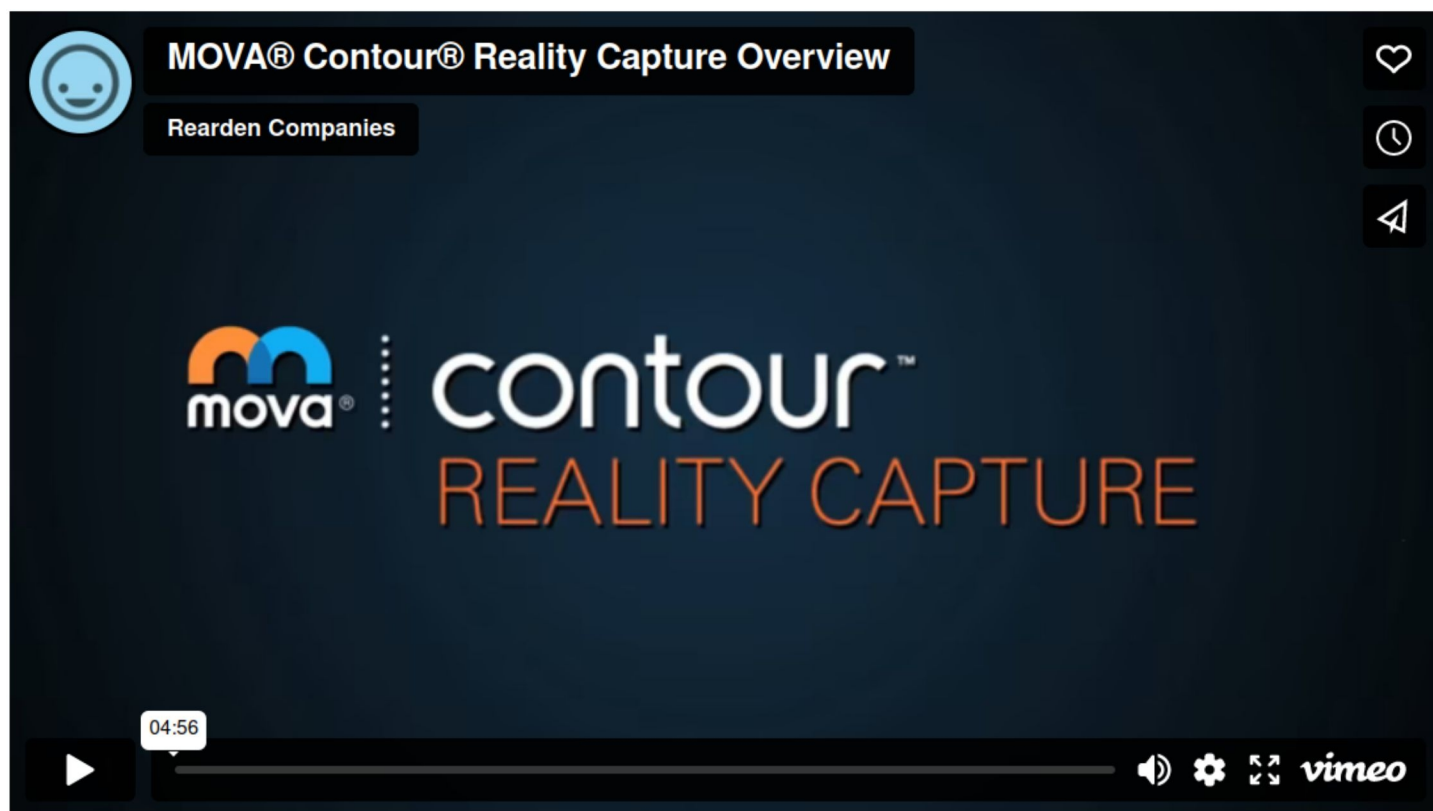 MOVA® Contour® Reality Capture Overview
Rearden Companies
mova® contour™
REALITY CAPTURE
04:56
vimeo